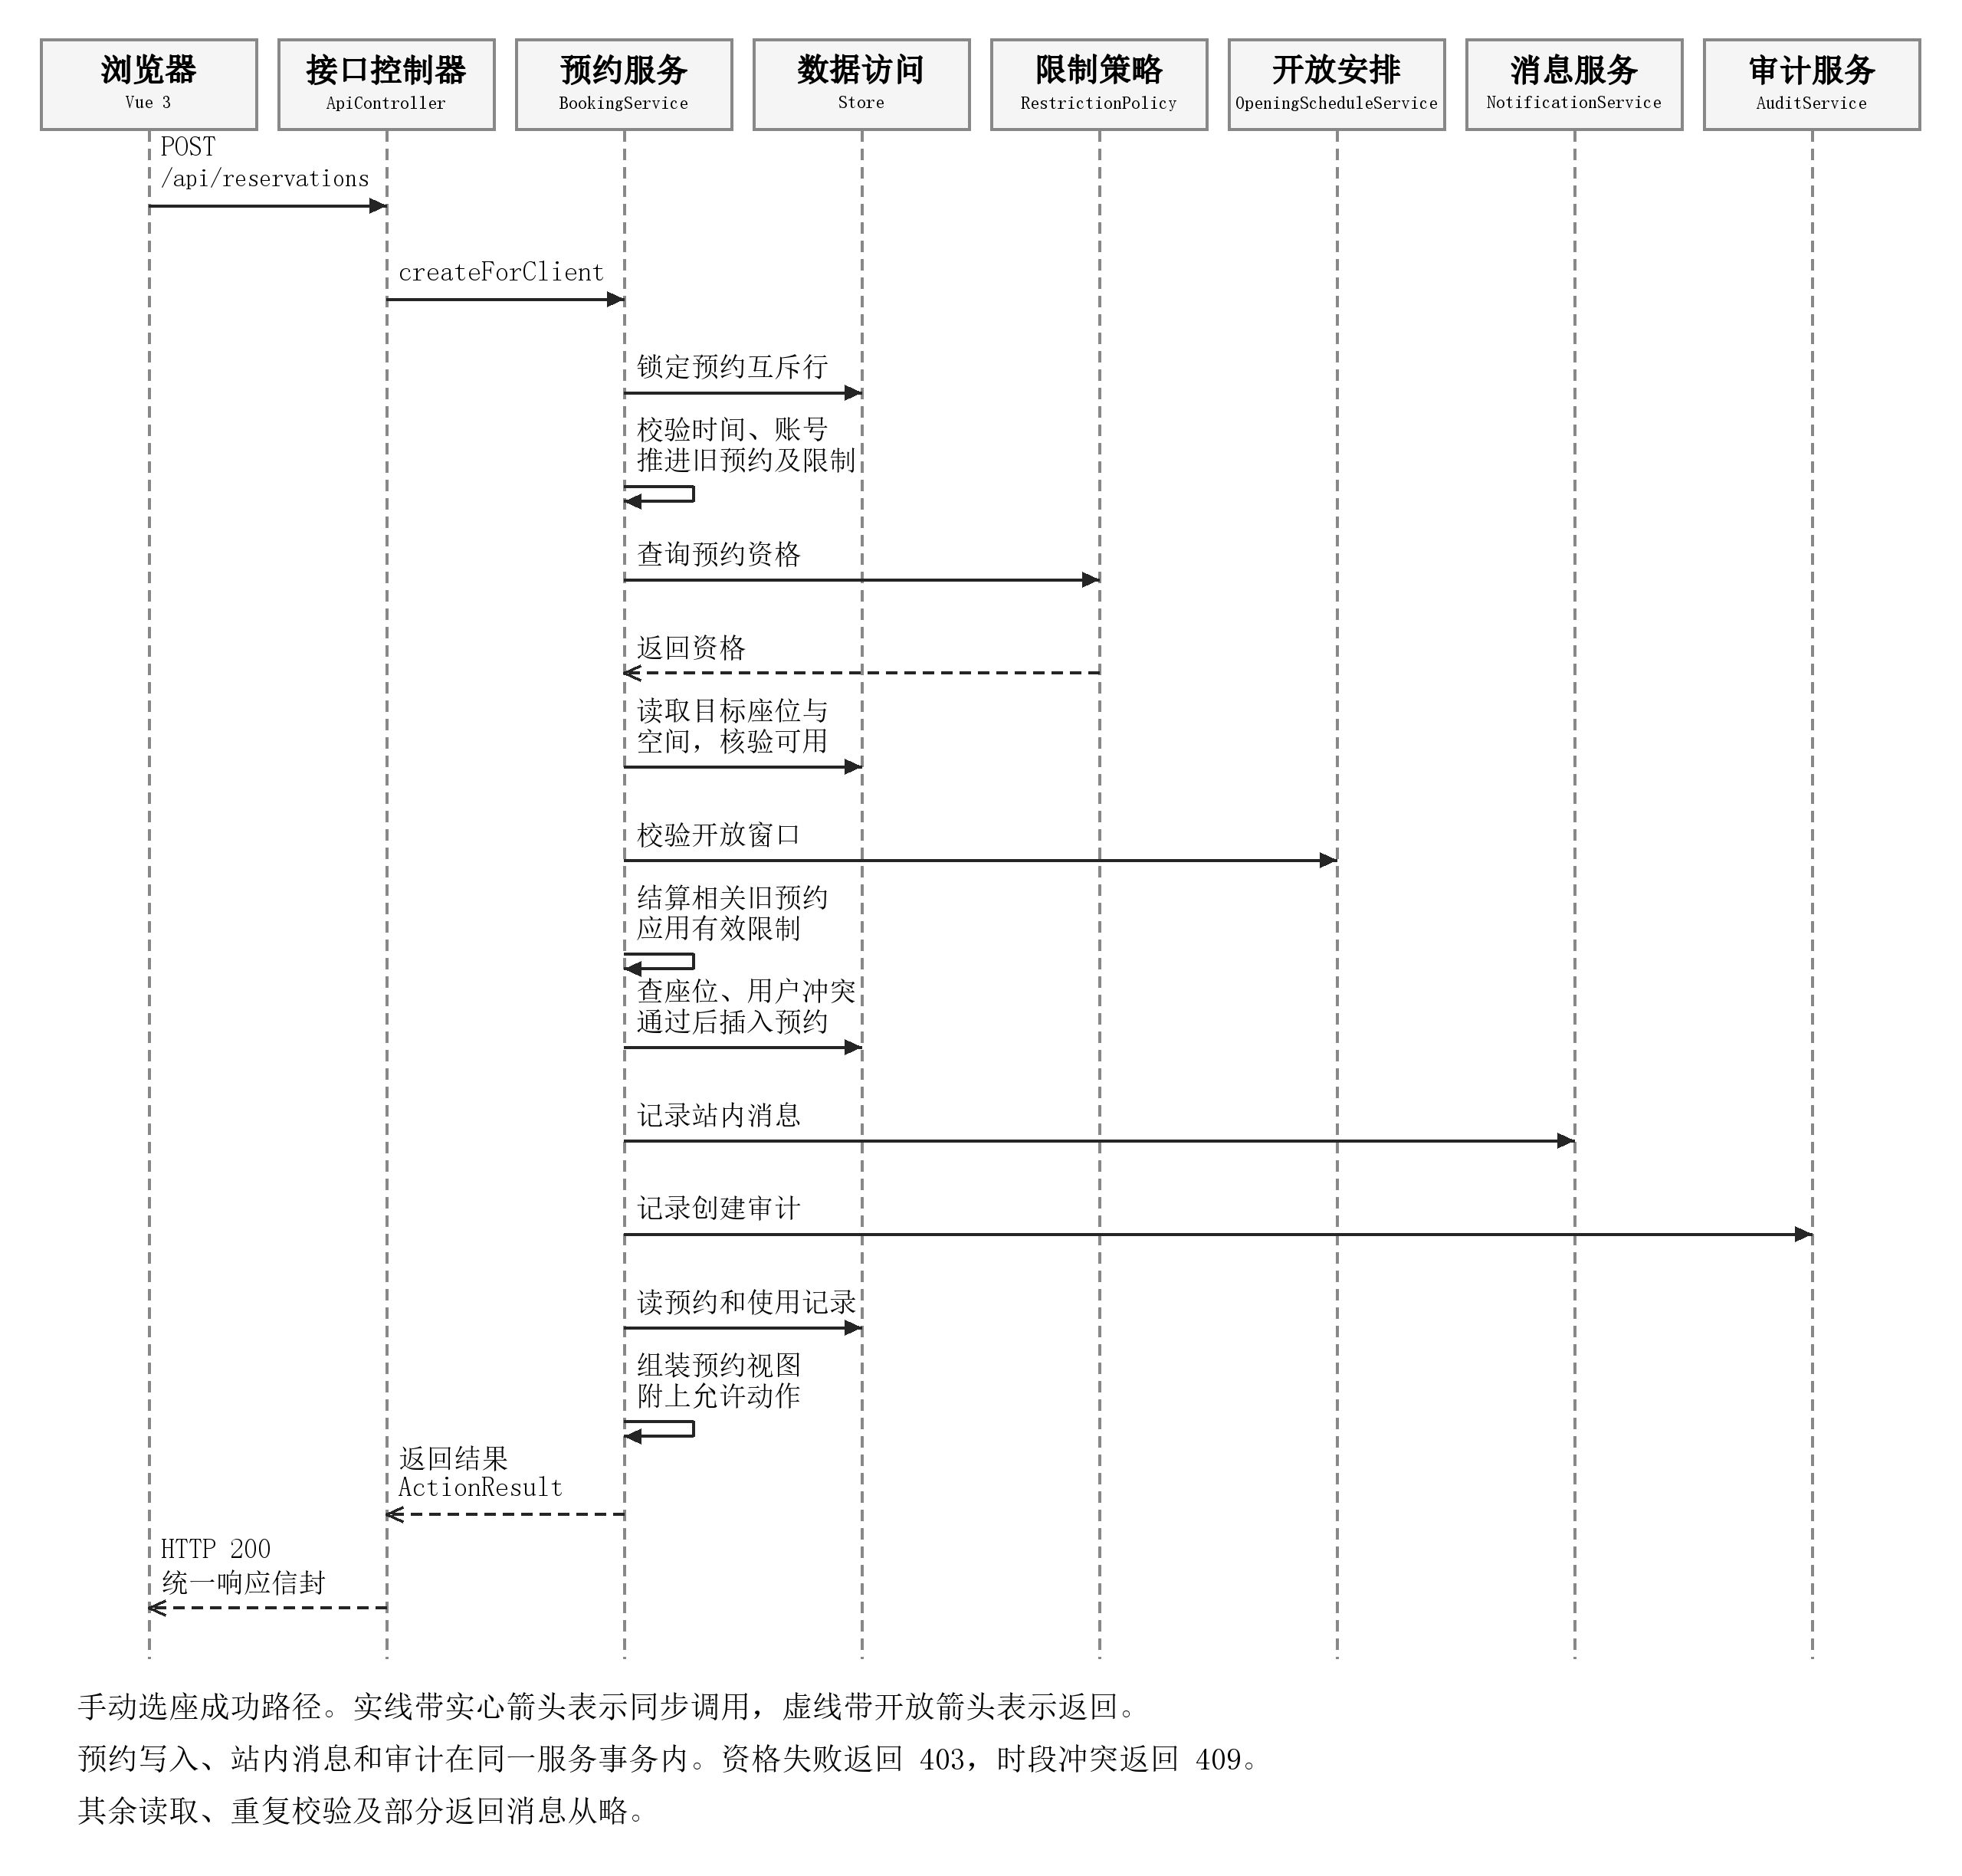 浏览器
Vue 3
接口控制器
ApiController
预约服务
BookingService
数据访问
Store
限制策略
RestrictionPolicy
开放安排
OpeningScheduleService
消息服务
NotificationService
审计服务
AuditService
POST
/api/reservations
createForClient
锁定预约互斥行
校验时间、账号
推进旧预约及限制
查询预约资格
返回资格
读取目标座位与
空间，核验可用
校验开放窗口
结算相关旧预约
应用有效限制
查座位、用户冲突
通过后插入预约
记录站内消息
记录创建审计
读预约和使用记录
组装预约视图
附上允许动作
返回结果
ActionResult
HTTP 200
统一响应信封
手动选座成功路径。实线带实心箭头表示同步调用，虚线带开放箭头表示返回。
预约写入、站内消息和审计在同一服务事务内。资格失败返回 403，时段冲突返回 409。
其余读取、重复校验及部分返回消息从略。